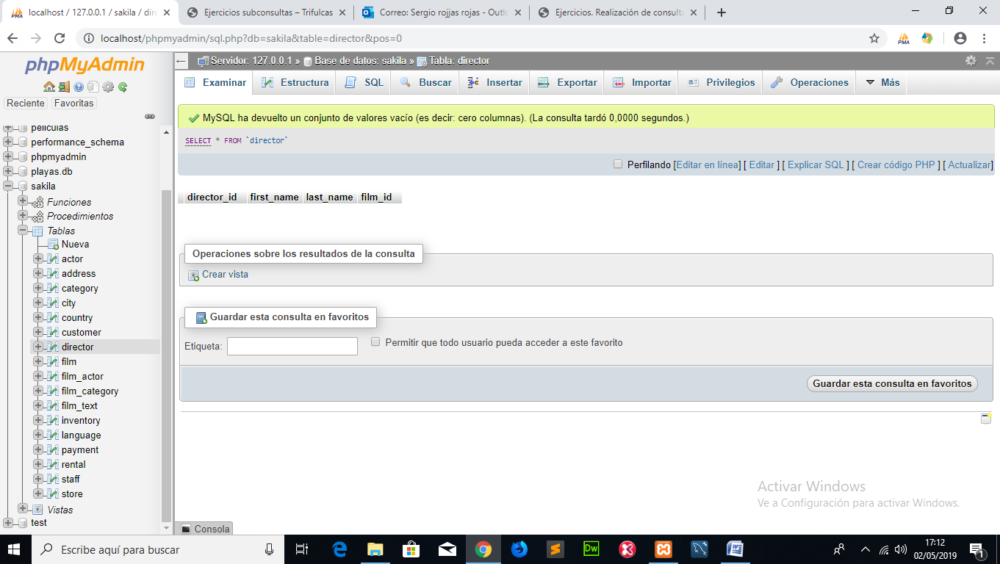 localhost / 127.0.0.1 / sakila / direc
Ejercicios subconsultas – Trifulcas
Correo: Sergio rojjas rojas - Outlo
Ejercicios. Realización de consulta
localhost/phpmyadmin/sql.php?db=sakila&table=director&pos=0
PMA
phpMyAdmin
Reciente Favoritas
peliculas
performance_schema
phpmyadmin
playas.db
sakila
Funciones
Procedimientos
Tablas
Nueva
actor
address
category
city
country
customer
director
film
film_actor
film_category
film_text
inventory
language
payment
rental
staff
store
Vistas
test
Servidor: 127.0.0.1 » Base de datos: sakila » Tabla: director
Examinar Estructura SQL Buscar Insertar Exportar Importar Privilegios Operaciones Más
MySQL ha devuelto un conjunto de valores vacío (es decir: cero columnas). (La consulta tardó 0,0000 segundos.)
SELECT * FROM `director`
Perfilando [Editar en línea] [ Editar ] [ Explicar SQL ] [ Crear código PHP ] [ Actualizar]
director_id first_name last_name film_id
Operaciones sobre los resultados de la consulta
Crear vista
Guardar esta consulta en favoritos
Etiqueta:
Permitir que todo usuario pueda acceder a este favorito
Guardar esta consulta en favoritos
Activar Windows
Ve a Configuración para activar Windows.
Consola
Escribe aquí para buscar
Dw
17:12
02/05/2019
1